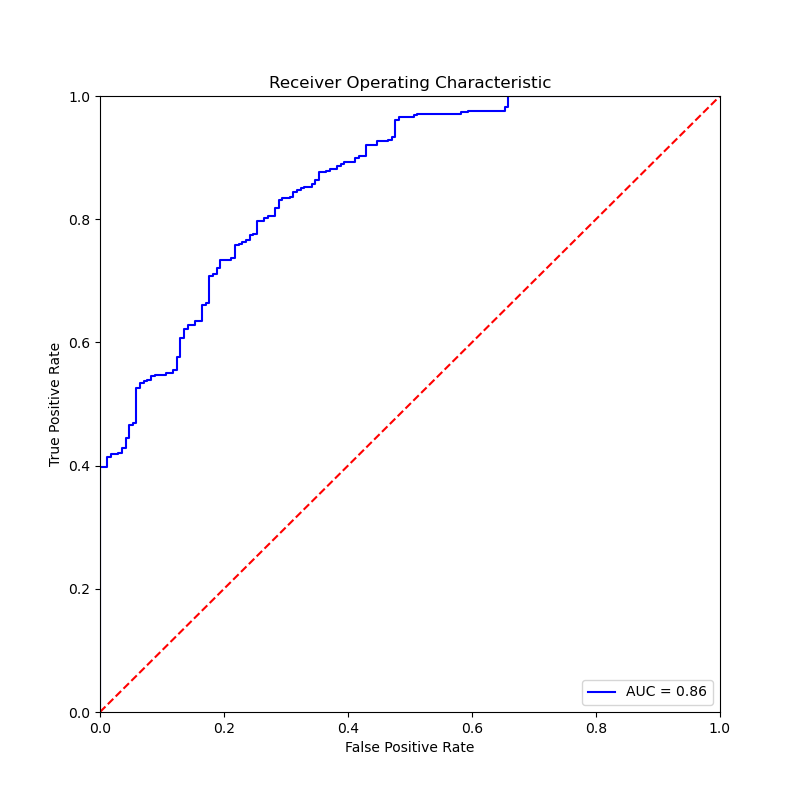 Receiver Operating Characteristic
True Positive Rate
1.0
0.8
0.6
0.4
0.2
0.0
0.0 0.2 0.4 0.6 0.8 1.0
False Positive Rate
AUC = 0.86